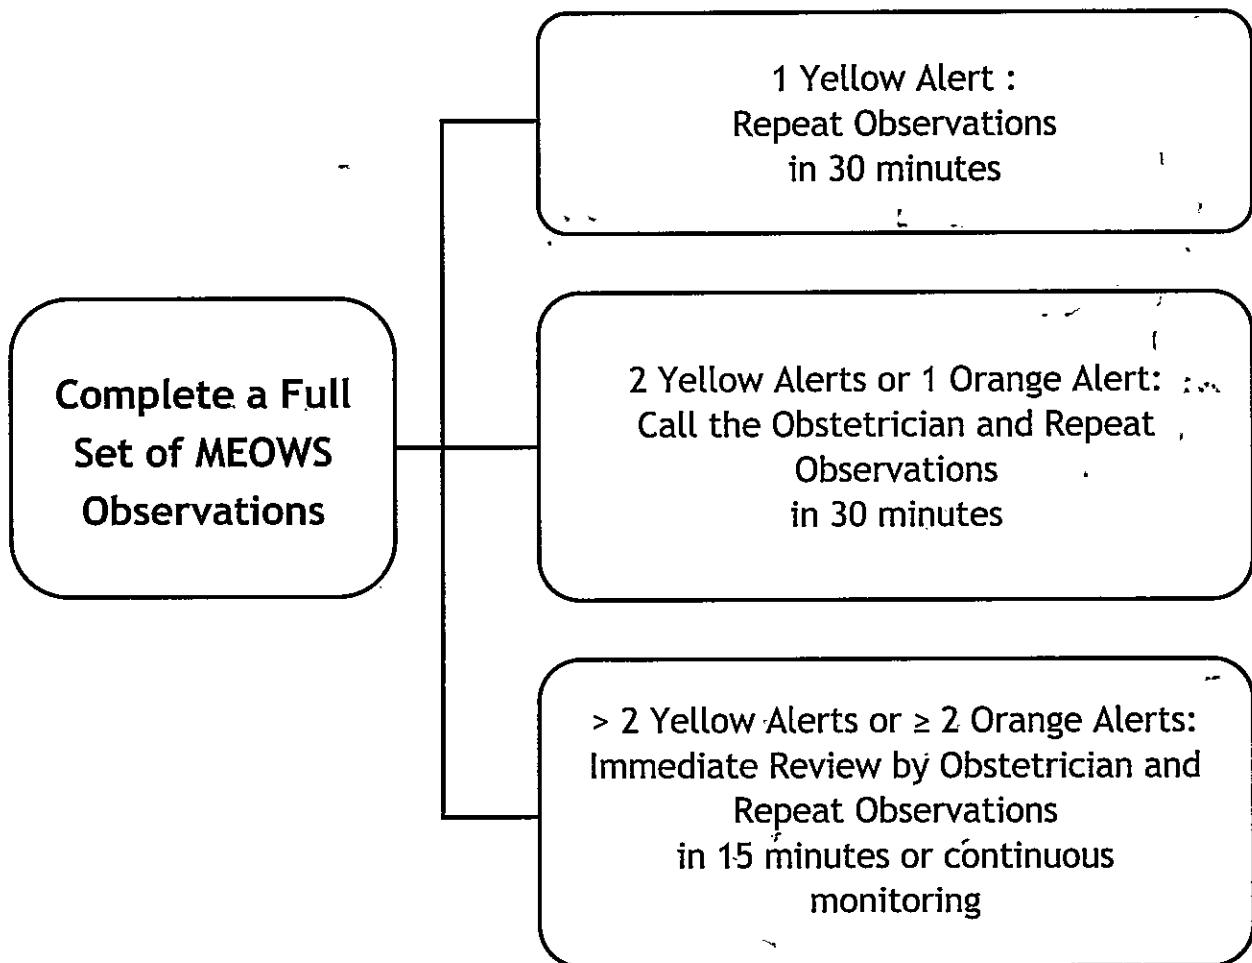 Complete a Full
Set of MEOWS
Observations
1 Yellow Alert :
Repeat Observations
in 30 minutes
2 Yellow Alerts or 1 Orange Alert:
Call the Obstetrician and Repeat
Observations
in 30 minutes
> 2 Yellow Alerts or ≥ 2 Orange Alerts:
Immediate Review by Obstetrician and
Repeat Observations
in 15 minutes or continuous
monitoring